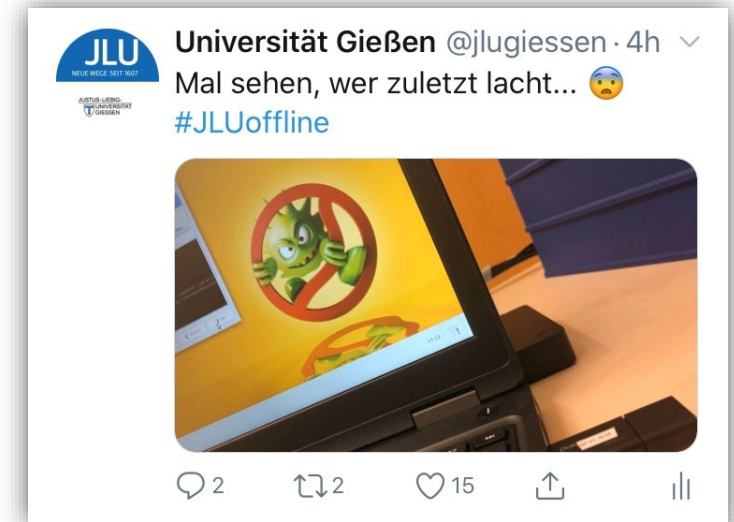 JLU
NEUE WEGE SEIT 1607
JUSTUS-LIEBIG-
UNIVERSITÄT
GIESSEN
Universität Gießen @jlugiessen · 4h
Mal sehen, wer zuletzt lacht... 😨
#JLUoffline
2
2
15